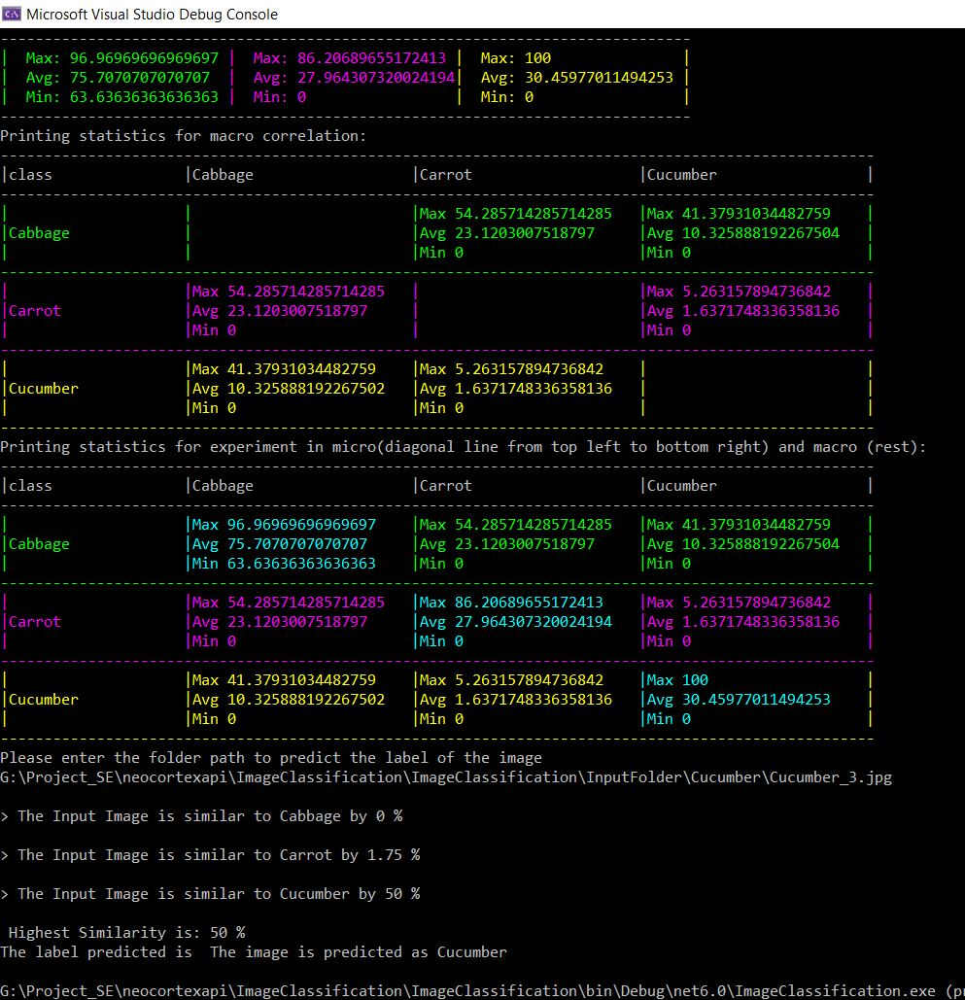 Microsoft Visual Studio Debug Console
-------------------------------------------------------------------------------
|  Max: 96.96969696969697 |  Max: 86.20689655172413 |  Max: 100               |
|  Avg: 75.7070707070707  |  Avg: 27.964307320024194|  Avg: 30.45977011494253 |
|  Min: 63.63636363636363 |  Min: 0                 |  Min: 0                 |
-------------------------------------------------------------------------------
Printing statistics for macro correlation:
----------------------------------------------------------------------------------------------------
|class               |Cabbage                  |Carrot                   |Cucumber                 |
----------------------------------------------------------------------------------------------------
|                    |                         |Max 54.285714285714285   |Max 41.37931034482759    |
|Cabbage             |                         |Avg 23.1203007518797     |Avg 10.325888192267504   |
|                    |                         |Min 0                    |Min 0                    |
----------------------------------------------------------------------------------------------------
|                    |Max 54.285714285714285   |                         |Max 5.263157894736842    |
|Carrot              |Avg 23.1203007518797     |                         |Avg 1.6371748336358136   |
|                    |Min 0                    |                         |Min 0                    |
----------------------------------------------------------------------------------------------------
|                    |Max 41.37931034482759    |Max 5.263157894736842    |                         |
|Cucumber            |Avg 10.325888192267502   |Avg 1.6371748336358136   |                         |
|                    |Min 0                    |Min 0                    |                         |
----------------------------------------------------------------------------------------------------
Printing statistics for experiment in micro(diagonal line from top left to bottom right) and macro (rest):
----------------------------------------------------------------------------------------------------
|class               |Cabbage                  |Carrot                   |Cucumber                 |
----------------------------------------------------------------------------------------------------
|                    |Max 96.96969696969697    |Max 54.285714285714285   |Max 41.37931034482759    |
|Cabbage             |Avg 75.7070707070707     |Avg 23.1203007518797     |Avg 10.325888192267504   |
|                    |Min 63.63636363636363    |Min 0                    |Min 0                    |
----------------------------------------------------------------------------------------------------
|                    |Max 54.285714285714285   |Max 86.20689655172413    |Max 5.263157894736842    |
|Carrot              |Avg 23.1203007518797     |Avg 27.964307320024194   |Avg 1.6371748336358136   |
|                    |Min 0                    |Min 0                    |Min 0                    |
----------------------------------------------------------------------------------------------------
|                    |Max 41.37931034482759    |Max 5.263157894736842    |Max 100                  |
|Cucumber            |Avg 10.325888192267502   |Avg 1.6371748336358136   |Avg 30.45977011494253    |
|                    |Min 0                    |Min 0                    |Min 0                    |
----------------------------------------------------------------------------------------------------
Please enter the folder path to predict the label of the image
G:\Project_SE\neocortexapi\ImageClassification\ImageClassification\InputFolder\Cucumber\Cucumber_3.jpg
> The Input Image is similar to Cabbage by 0 %
> The Input Image is similar to Carrot by 1.75 %
> The Input Image is similar to Cucumber by 50 %
Highest Similarity is: 50 %
The label predicted is  The image is predicted as Cucumber
G:\Project_SE\neocortexapi\ImageClassification\ImageClassification\bin\Debug\net6.0\ImageClassification.exe